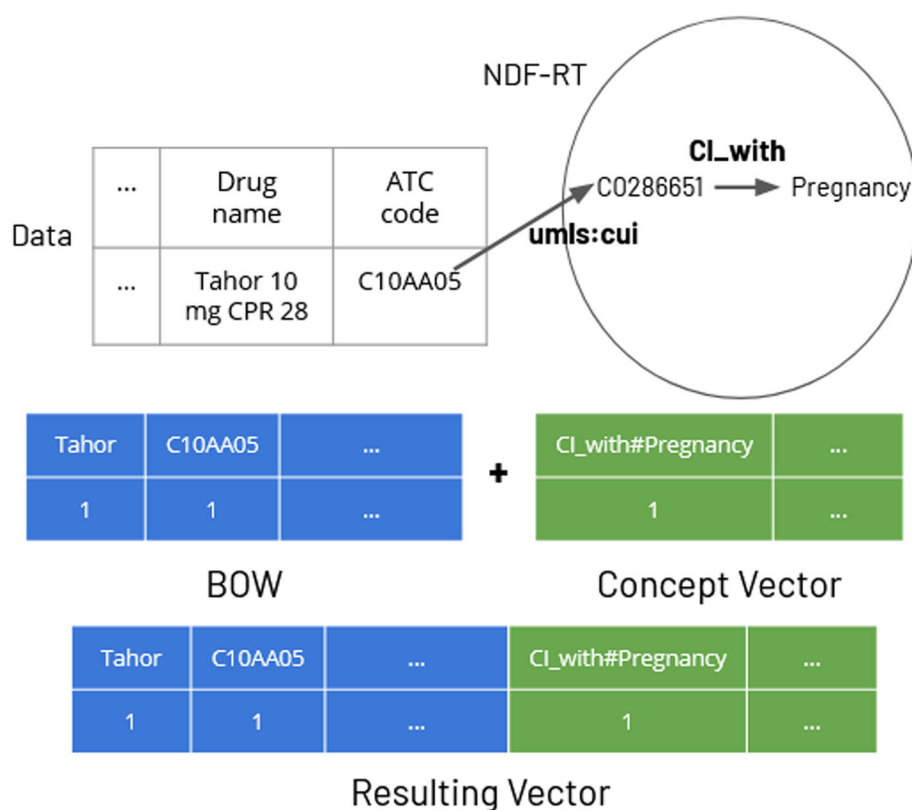 NDF-RT
CI_with
C0286651 Pregnancy
umls:cui
Data
... Drug name ATC code
... Tahor 10 mg CPR 28 C10AA05
Tahor C10AA05 ...
1 1 ...
+
CI_with#Pregnancy ...
1 ...
BOW
Concept Vector
Tahor C10AA05 ... CI_with#Pregnancy ...
1 1 ... 1 ...
Resulting Vector